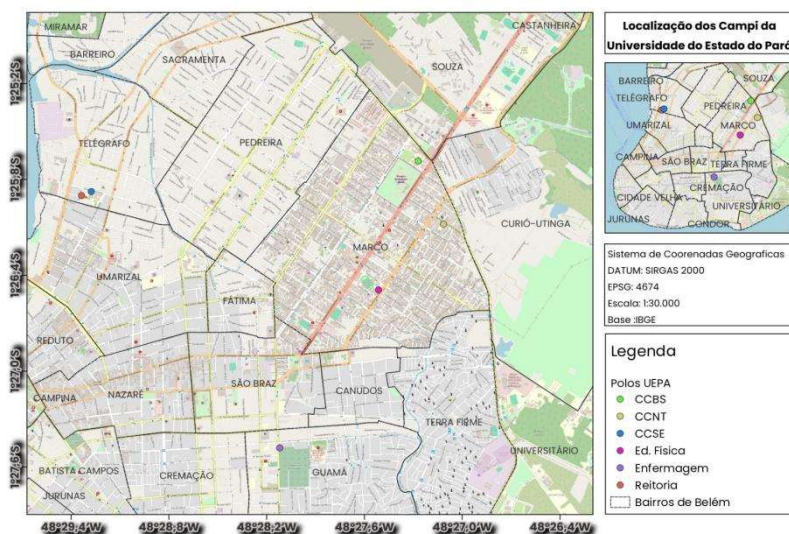 MIRAMAR
CASTANHEIRA
BARREIRO
SACRAMENTA
SOUZA
TELÉGRAFO
PEDREIRA
CURIÓ-UTINGA
MARCO
UMARIZAL
FÁTIMA
REDUTO
CAMPINA
NAZARÉ
SÃO BRAZ
CANUDOS
TERRA FIRME
UNIVERSITÁRIO
BATISTA CAMPOS
CREMAÇÃO
GUAMÁ
JURUNAS
1°25,2'S
1°25,8'S
1°26,4'S
1°27,0'S
1°27,6'S
48°29,4'W
48°28,8'W
48°28,2'W
48°27,6'W
48°27,0'W
48°26,4'W
Localização dos Campi da
Universidade do Estado do Pará
BARREIRO
SOUZA
TELÉGRAFO
PEDREIRA
UMARIZAL
MARCO
CAMPINA
SÃO BRAZ
TERRA FIRME
CREMAÇÃO
CIDADE VELHA
UNIVERSITÁRIO
JURUNAS
CONDOR
Sistema de Coorenadas Geograficas
DATUM: SIRGAS 2000
EPSG: 4674
Escala: 1:30.000
Base :IBGE
Legenda
Polos UEPA
CCBS
CCNT
CCSE
Ed. Física
Enfermagem
Reitoria
Bairros de Belém